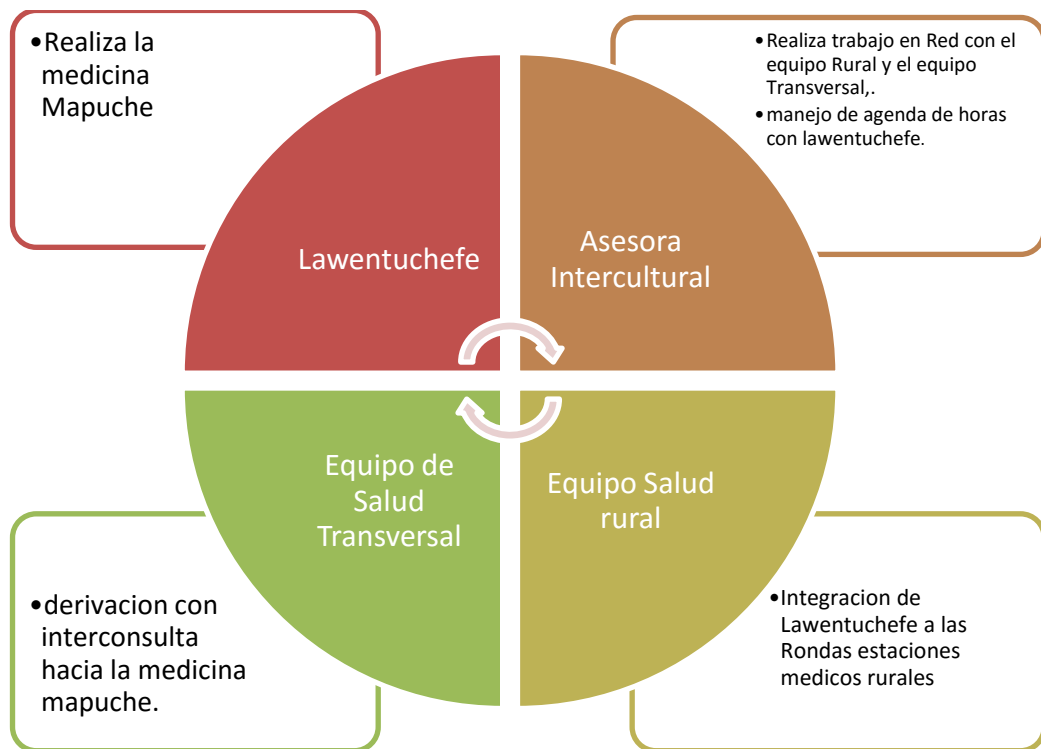 •Realiza la
medicina
Mapuche
•Realiza trabajo en Red con el
equipo Rural y el equipo
Transversal,.
•manejo de agenda de horas
con lawentuchefe.
Lawentuchefe
Asesora
Intercultural
Equipo de
Salud
Transversal
Equipo Salud
rural
•derivacion con
interconsulta
hacia la medicina
mapuche.
•Integracion de
Lawentuchefe a las
Rondas estaciones
medicos rurales